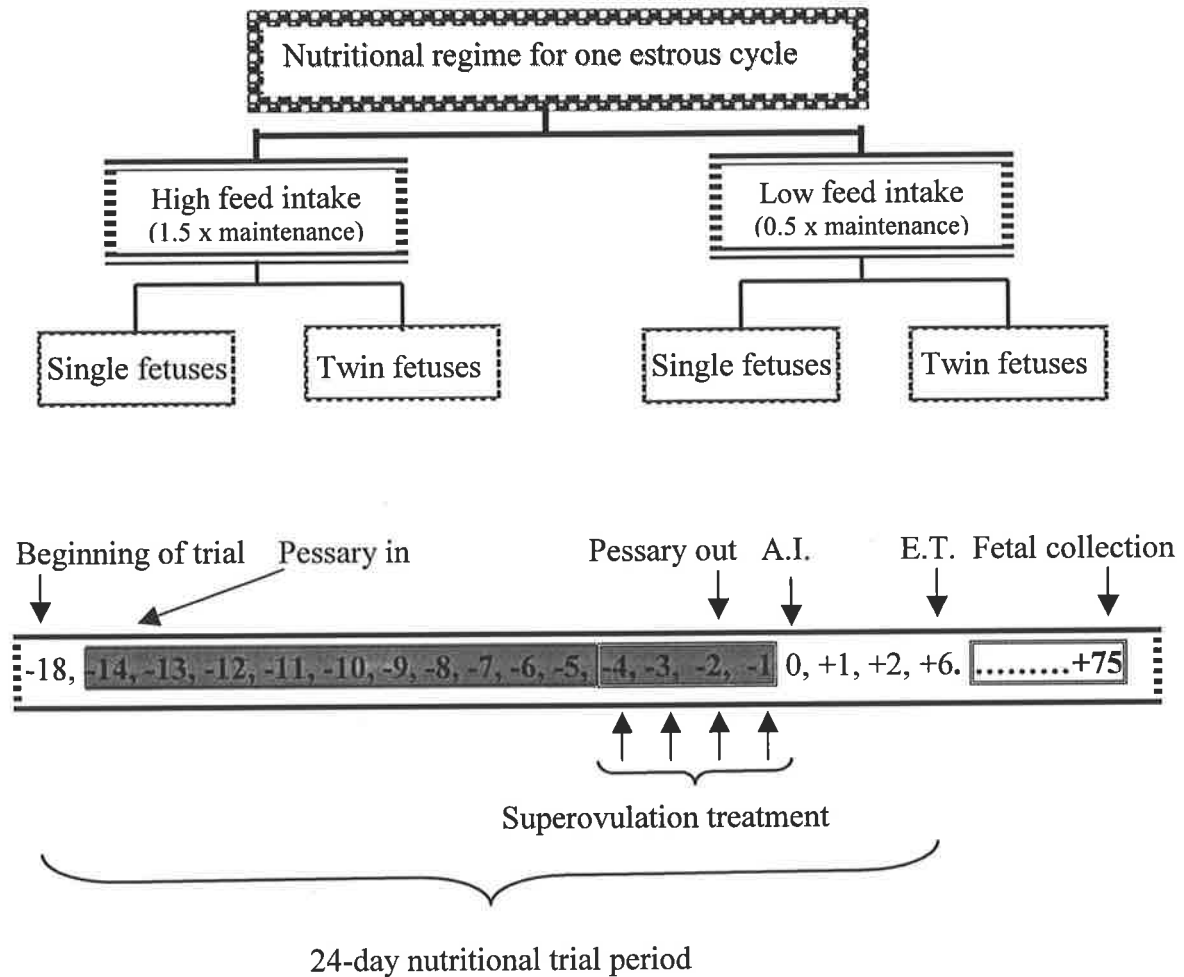 Nutritional regime for one estrous cycle
High feed intake
(1.5 x maintenance)
Low feed intake
(0.5 x maintenance)
Single fetuses
Twin fetuses
Single fetuses
Twin fetuses
Beginning of trial
Pessary in
Pessary out
A.I.
E.T.
Fetal collection
-18, -14, -13, -12, -11, -10, -9, -8, -7, -6, -5, -4, -3, -2, -1 0, +1, +2, +6. .........+75
Superovulation treatment
24-day nutritional trial period